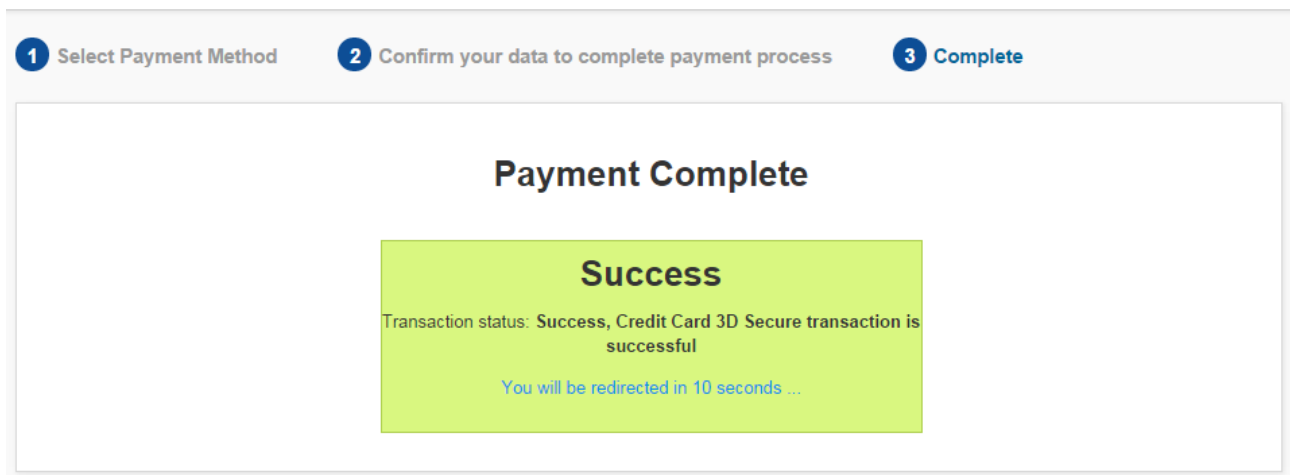 1 Select Payment Method 2 Confirm your data to complete payment process 3 Complete
Payment Complete
Success
Transaction status: Success, Credit Card 3D Secure transaction is
successful
You will be redirected in 10 seconds ...